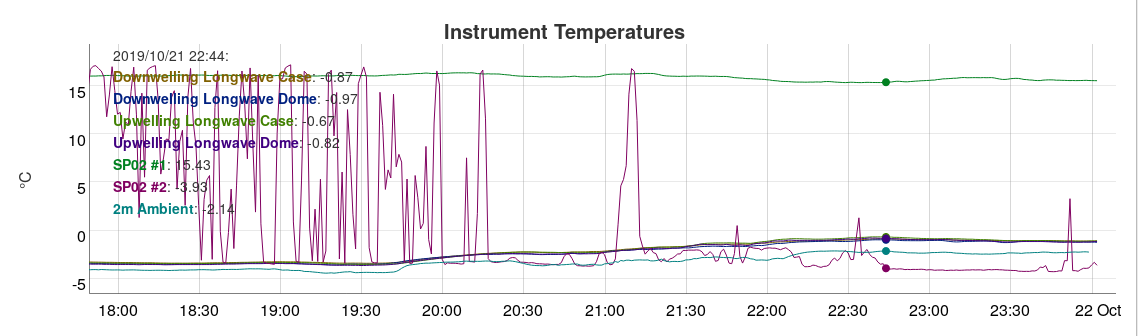 Instrument Temperatures
2019/10/21 22:44:
Downwelling Longwave Case: -0.87
Downwelling Longwave Dome: -0.97
Upwelling Longwave Case: -0.67
Upwelling Longwave Dome: -0.82
SP02 #1: 15.43
SP02 #2: -3.93
2m Ambient: -2.14
°C
15
10
5
0
-5
18:00 18:30 19:00 19:30 20:00 20:30 21:00 21:30 22:00 22:30 23:00 23:30 22 Oct